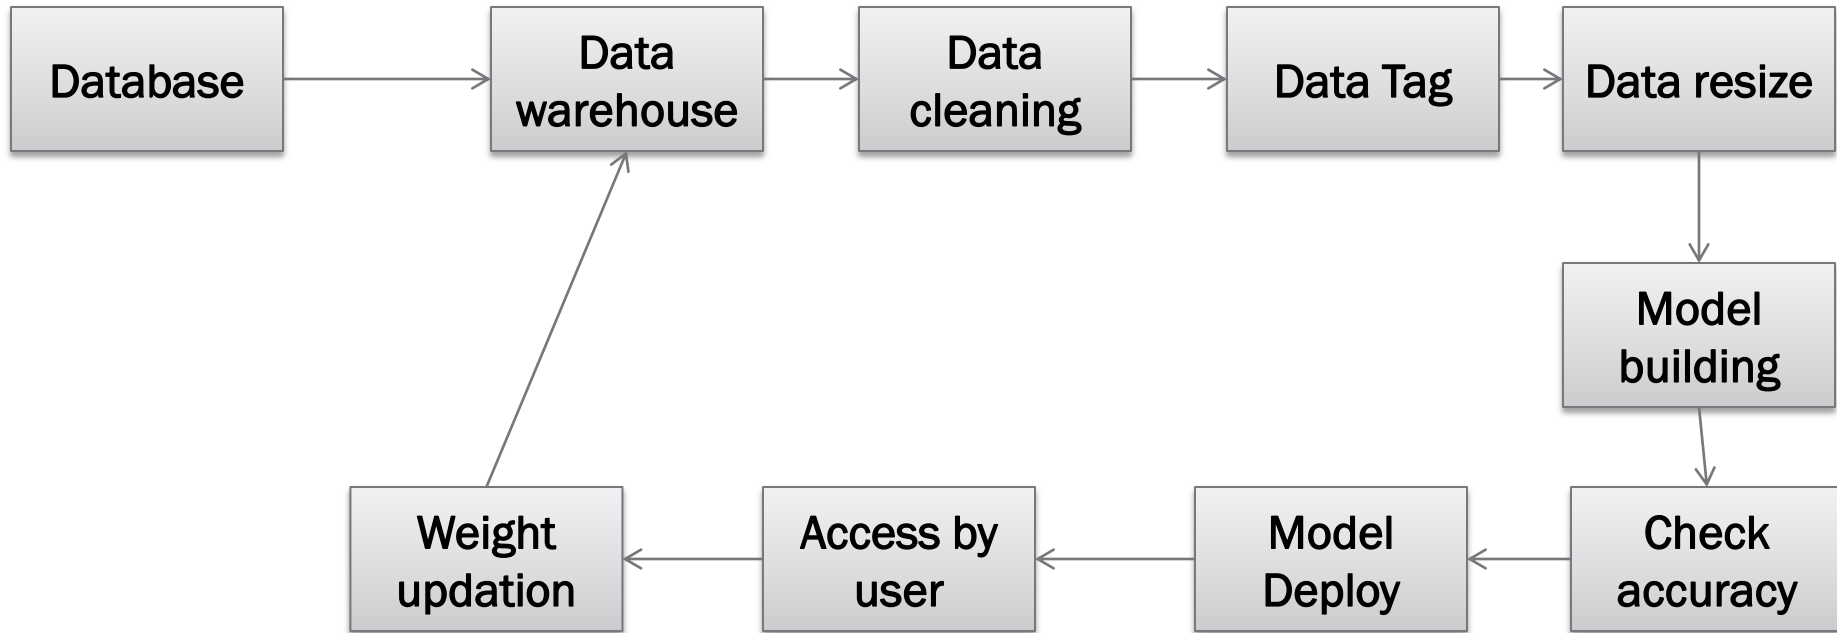 Database
Data
warehouse
Data
cleaning
Data Tag
Data resize
Model
building
Weight
updation
Access by
user
Model
Deploy
Check
accuracy